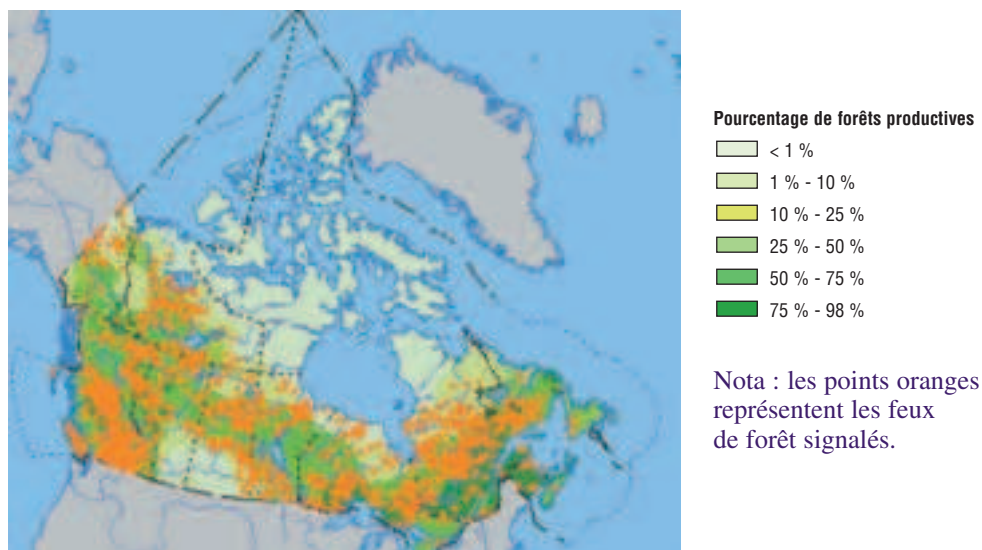 Pourcentage de forêts productives
< 1 %
1 % - 10 %
10 % - 25 %
25 % - 50 %
50 % - 75 %
75 % - 98 %
Nota : les points oranges
représentent les feux
de forêt signalés.